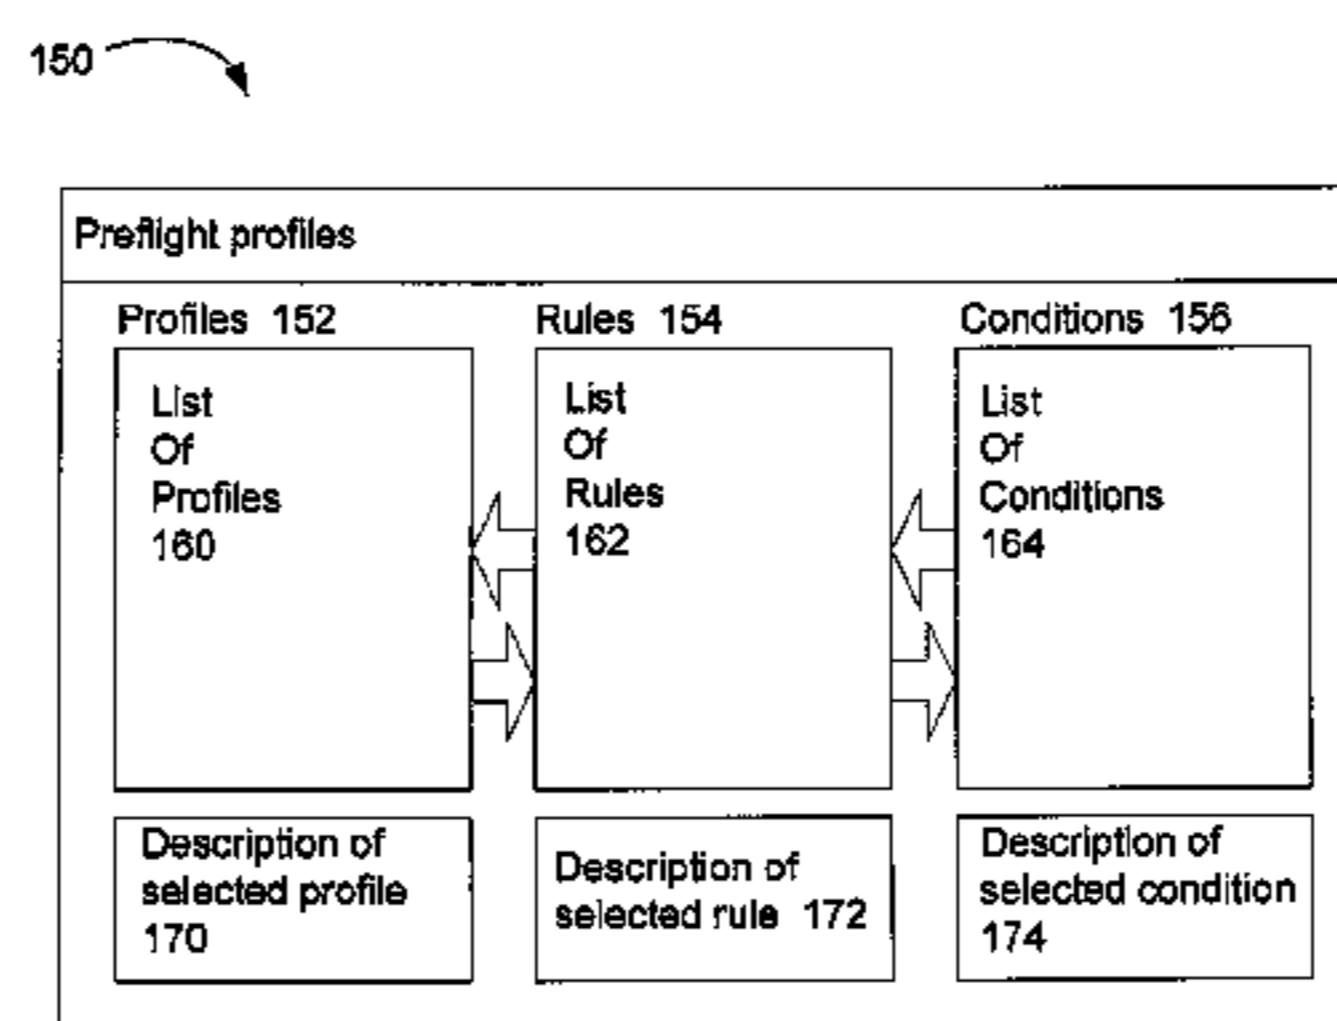 150
Preflight profiles
Profiles 152
Rules 154
Conditions 156
List
Of
Profiles
160
List
Of
Rules
162
List
Of
Conditions
164
Description of
selected profile
170
Description of
selected rule 172
Description of
selected condition
174